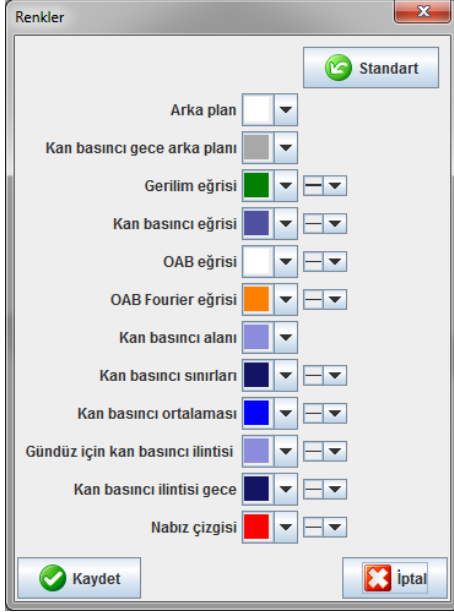 Renkler
Standart
Arka plan
Kan basıncı gece arka planı
Gerilim eğrisi
Kan basıncı eğrisi
OAB eğrisi
OAB Fourier eğrisi
Kan basıncı alanı
Kan basıncı sınırları
Kan basıncı ortalaması
Gündüz için kan basıncı ilintisi
Kan basıncı ilintisi gece
Nabız çizgisi
Kaydet
İptal